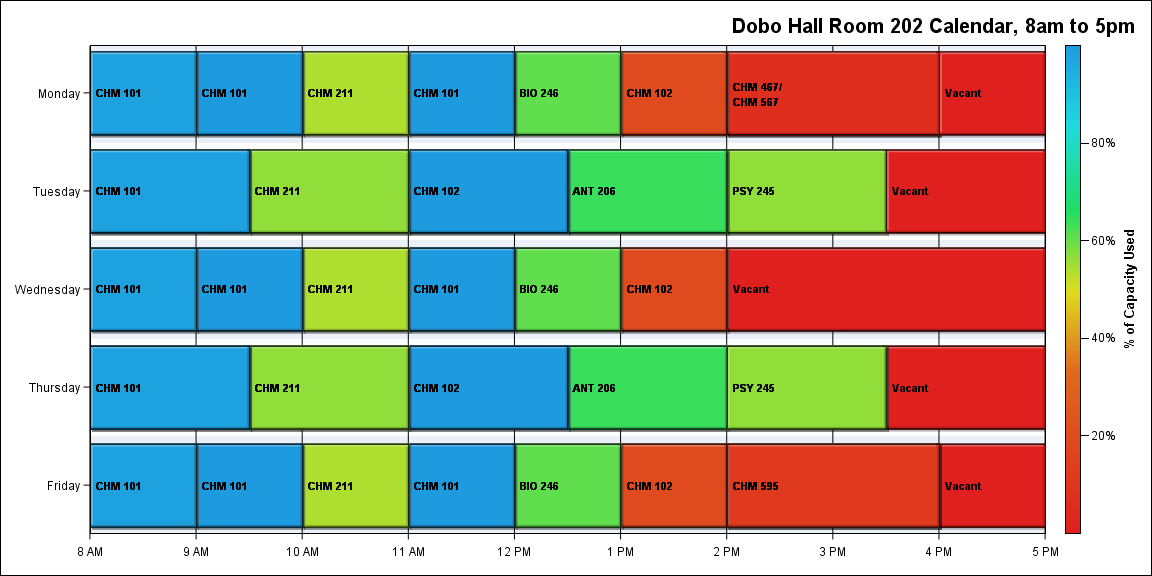 Dobo Hall Room 202 Calendar, 8am to 5pm
Monday
CHM 101
CHM 101
CHM 211
CHM 101
BIO 246
CHM 102
CHM 467/
CHM 567
Vacant
Tuesday
CHM 101
CHM 211
CHM 102
ANT 206
PSY 245
Vacant
Wednesday
CHM 101
CHM 101
CHM 211
CHM 101
BIO 246
CHM 102
Vacant
Thursday
CHM 101
CHM 211
CHM 102
ANT 206
PSY 245
Vacant
Friday
CHM 101
CHM 101
CHM 211
CHM 101
BIO 246
CHM 102
CHM 595
Vacant
8 AM
9 AM
10 AM
11 AM
12 PM
1 PM
2 PM
3 PM
4 PM
5 PM
80%
60%
40%
20%
% of Capacity Used